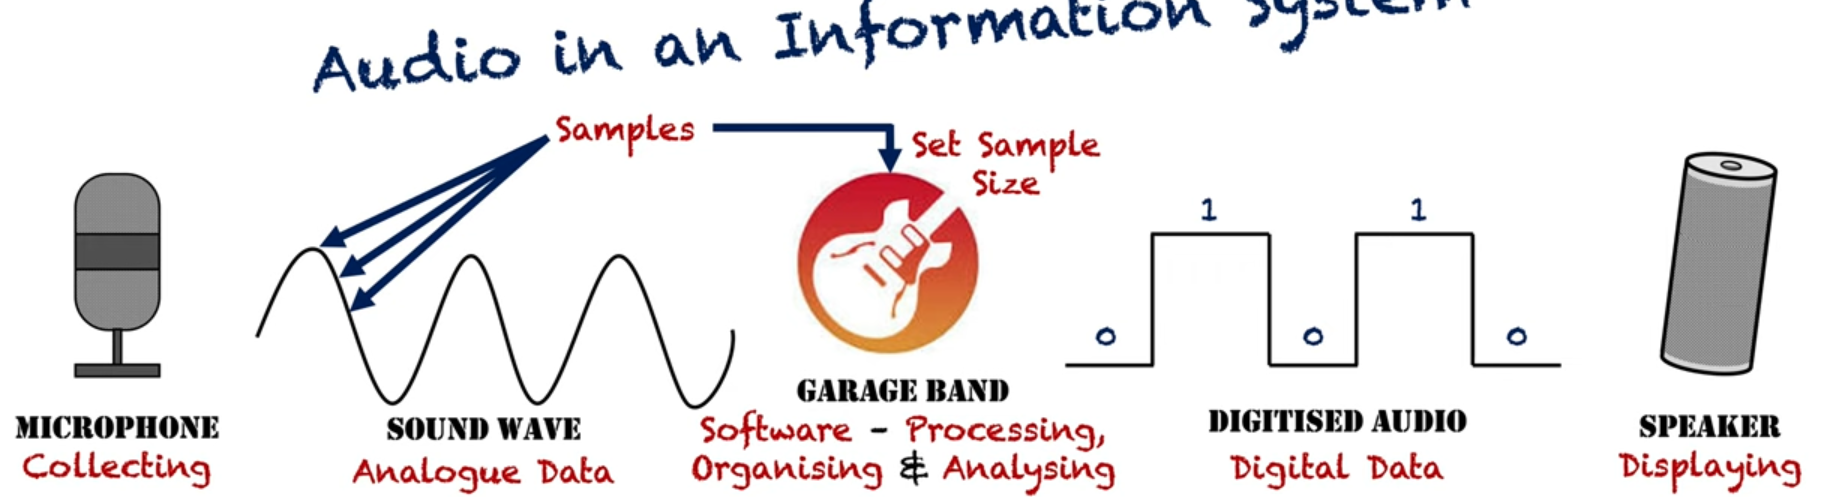 Audio in an Information System
Samples
Set Sample
Size
1
1
0
0
0
MICROPHONE
Collecting
SOUND WAVE
Analogue Data
GARAGE BAND
Software - Processing,
Organising & Analysing
DIGITISED AUDIO
Digital Data
SPEAKER
Displaying